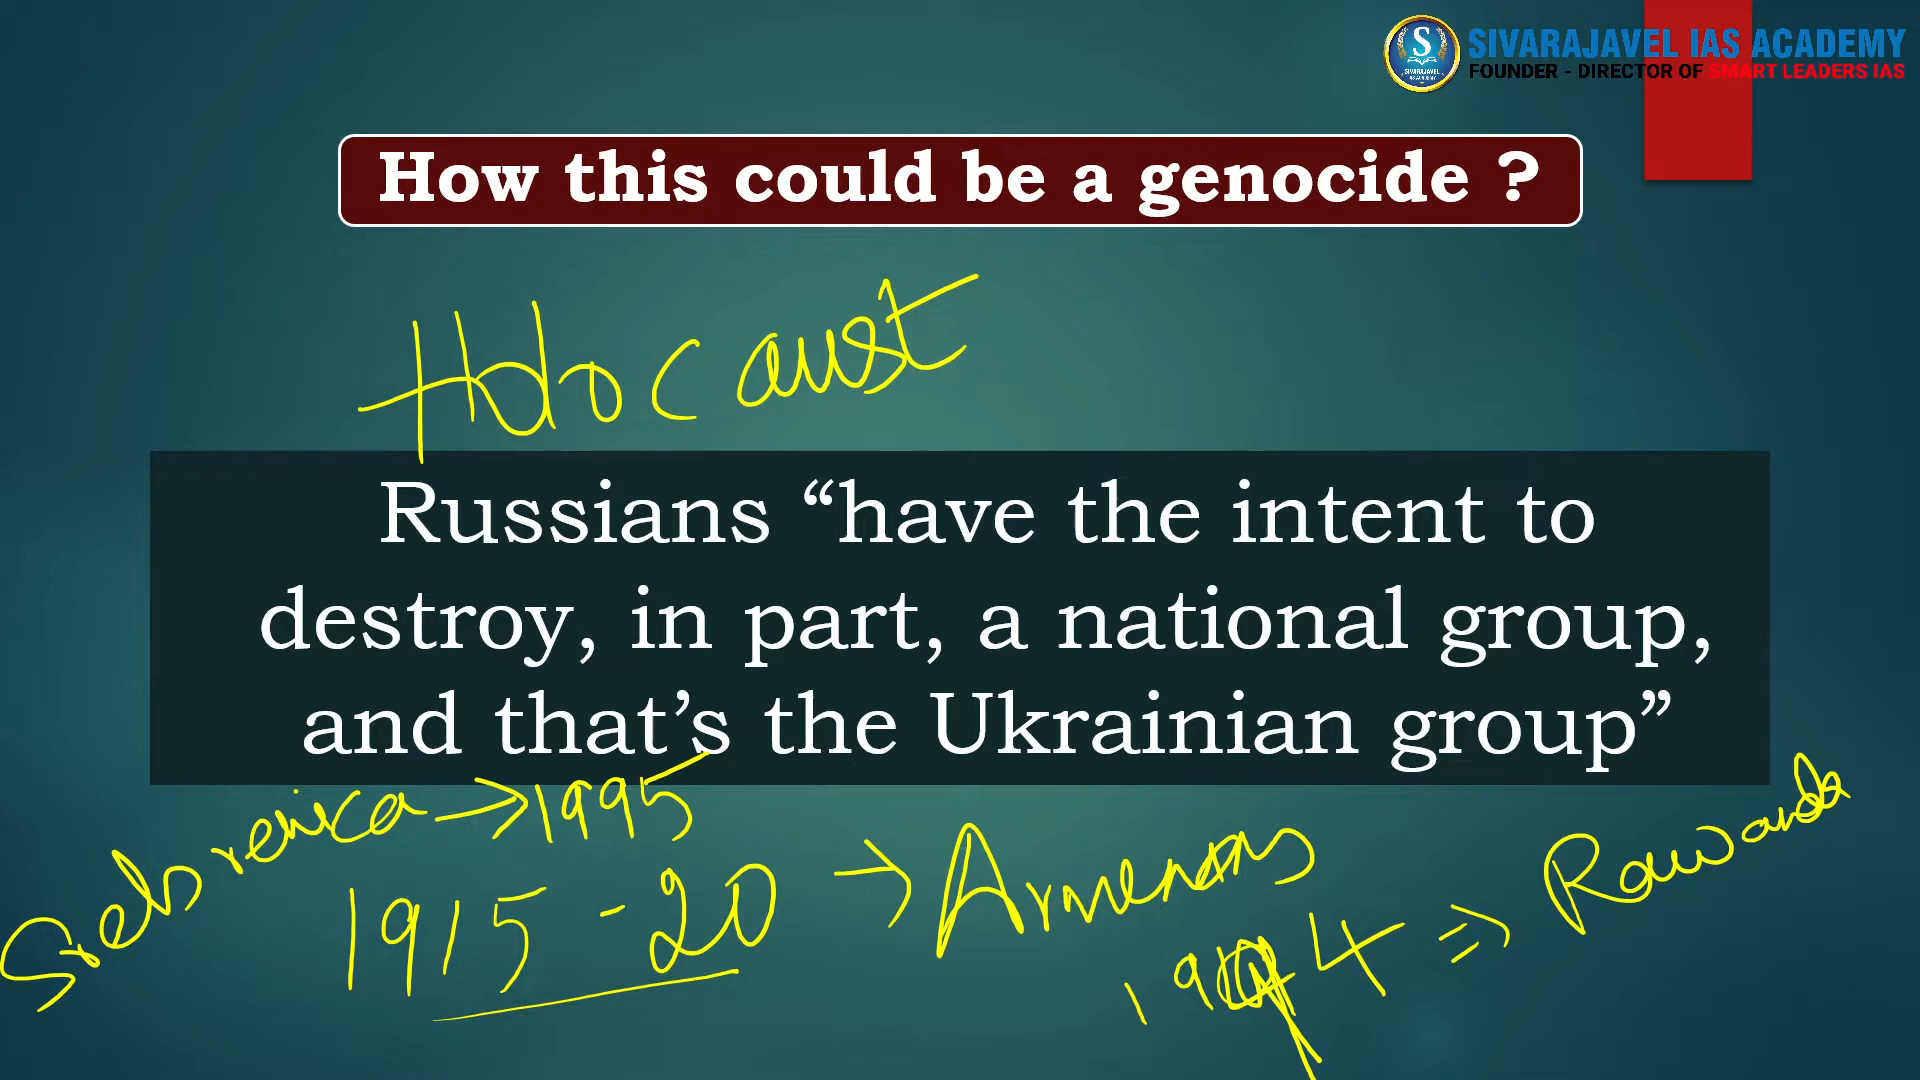 SIVARAJAVEL IAS ACADEMY
FOUNDER - DIRECTOR OF SMART LEADERS IAS
How this could be a genocide ?
Holocaust
Russians “have the intent to
destroy, in part, a national group,
and that’s the Ukrainian group”
Srebrenica → 1995
1915 - 20 → Armenians
1994 ⇒ Rawanda